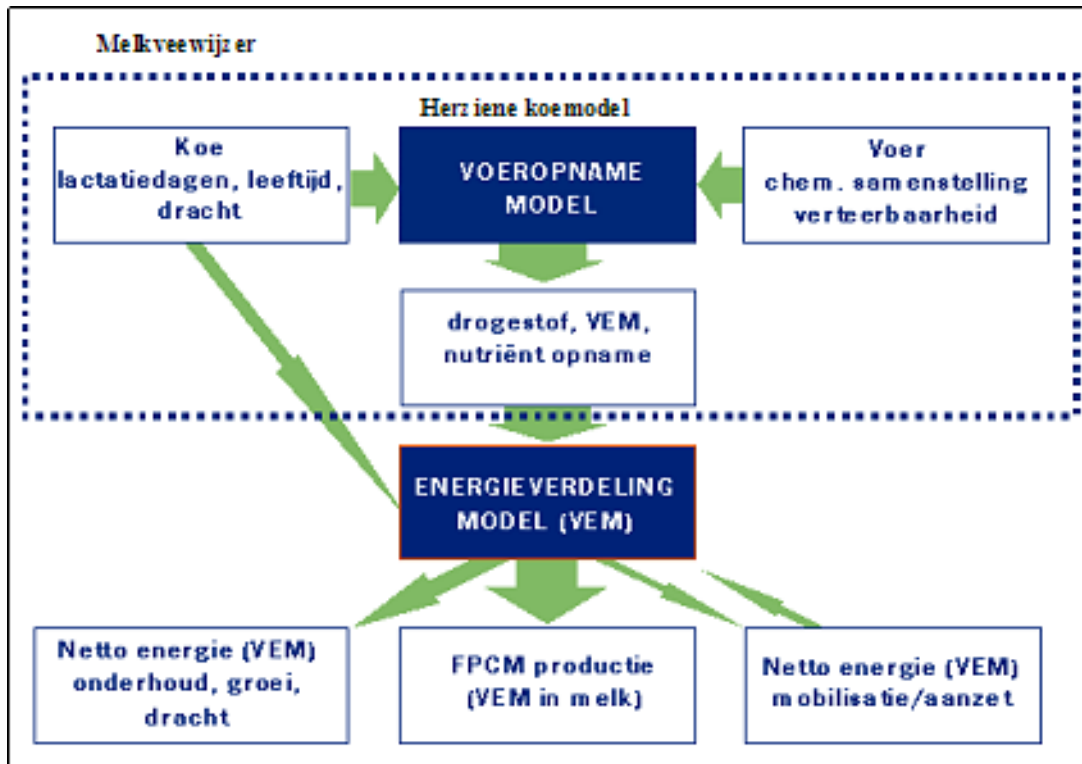 Melkveewijzer
Herziene koemodel
Koe
lactatiedagen, leeftijd,
dracht
VOEROPNAME
MODEL
Voer
chem. samenstelling
verteerbaarheid
drogestof, VEM,
nutriënt opname
ENERGIEVERDELING
MODEL (VEM)
Netto energie (VEM)
onderhoud, groei,
dracht
FPCM productie
(VEM in melk)
Netto energie (VEM)
mobilisatie/aanzet